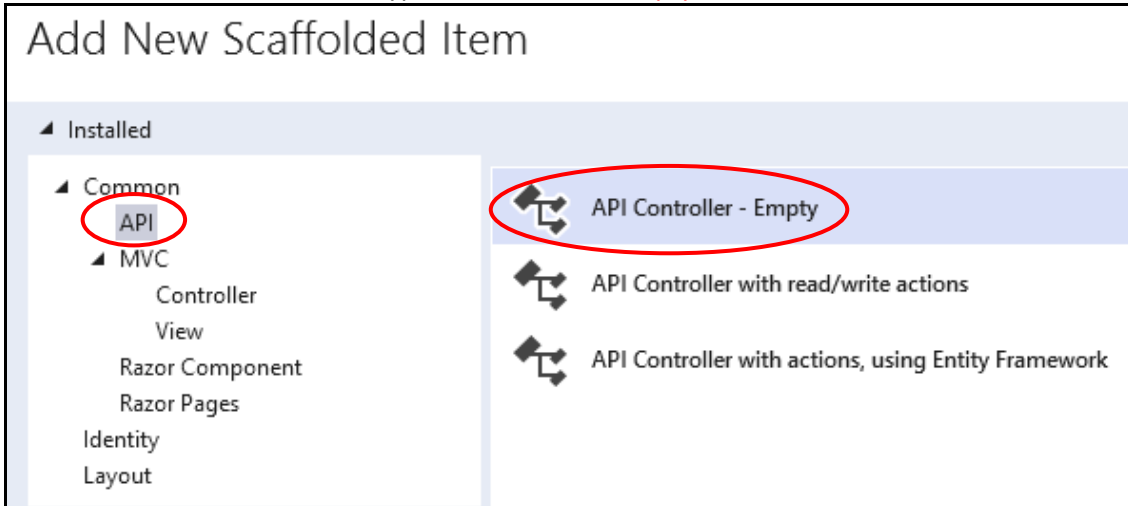 Add New Scaffolded Item
Installed
Common
API
MVC
Controller
View
Razor Component
Razor Pages
Identity
Layout
API Controller - Empty
API Controller with read/write actions
API Controller with actions, using Entity Framework